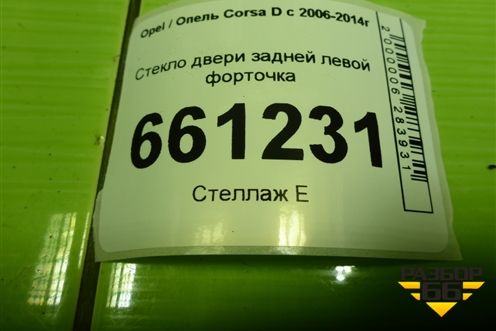 Opel / Опель Corsa D с 2006-2014г
Стекло двери задней левой
форточка
661231
Стеллаж Е
2000006283931
РАЗБОР
66